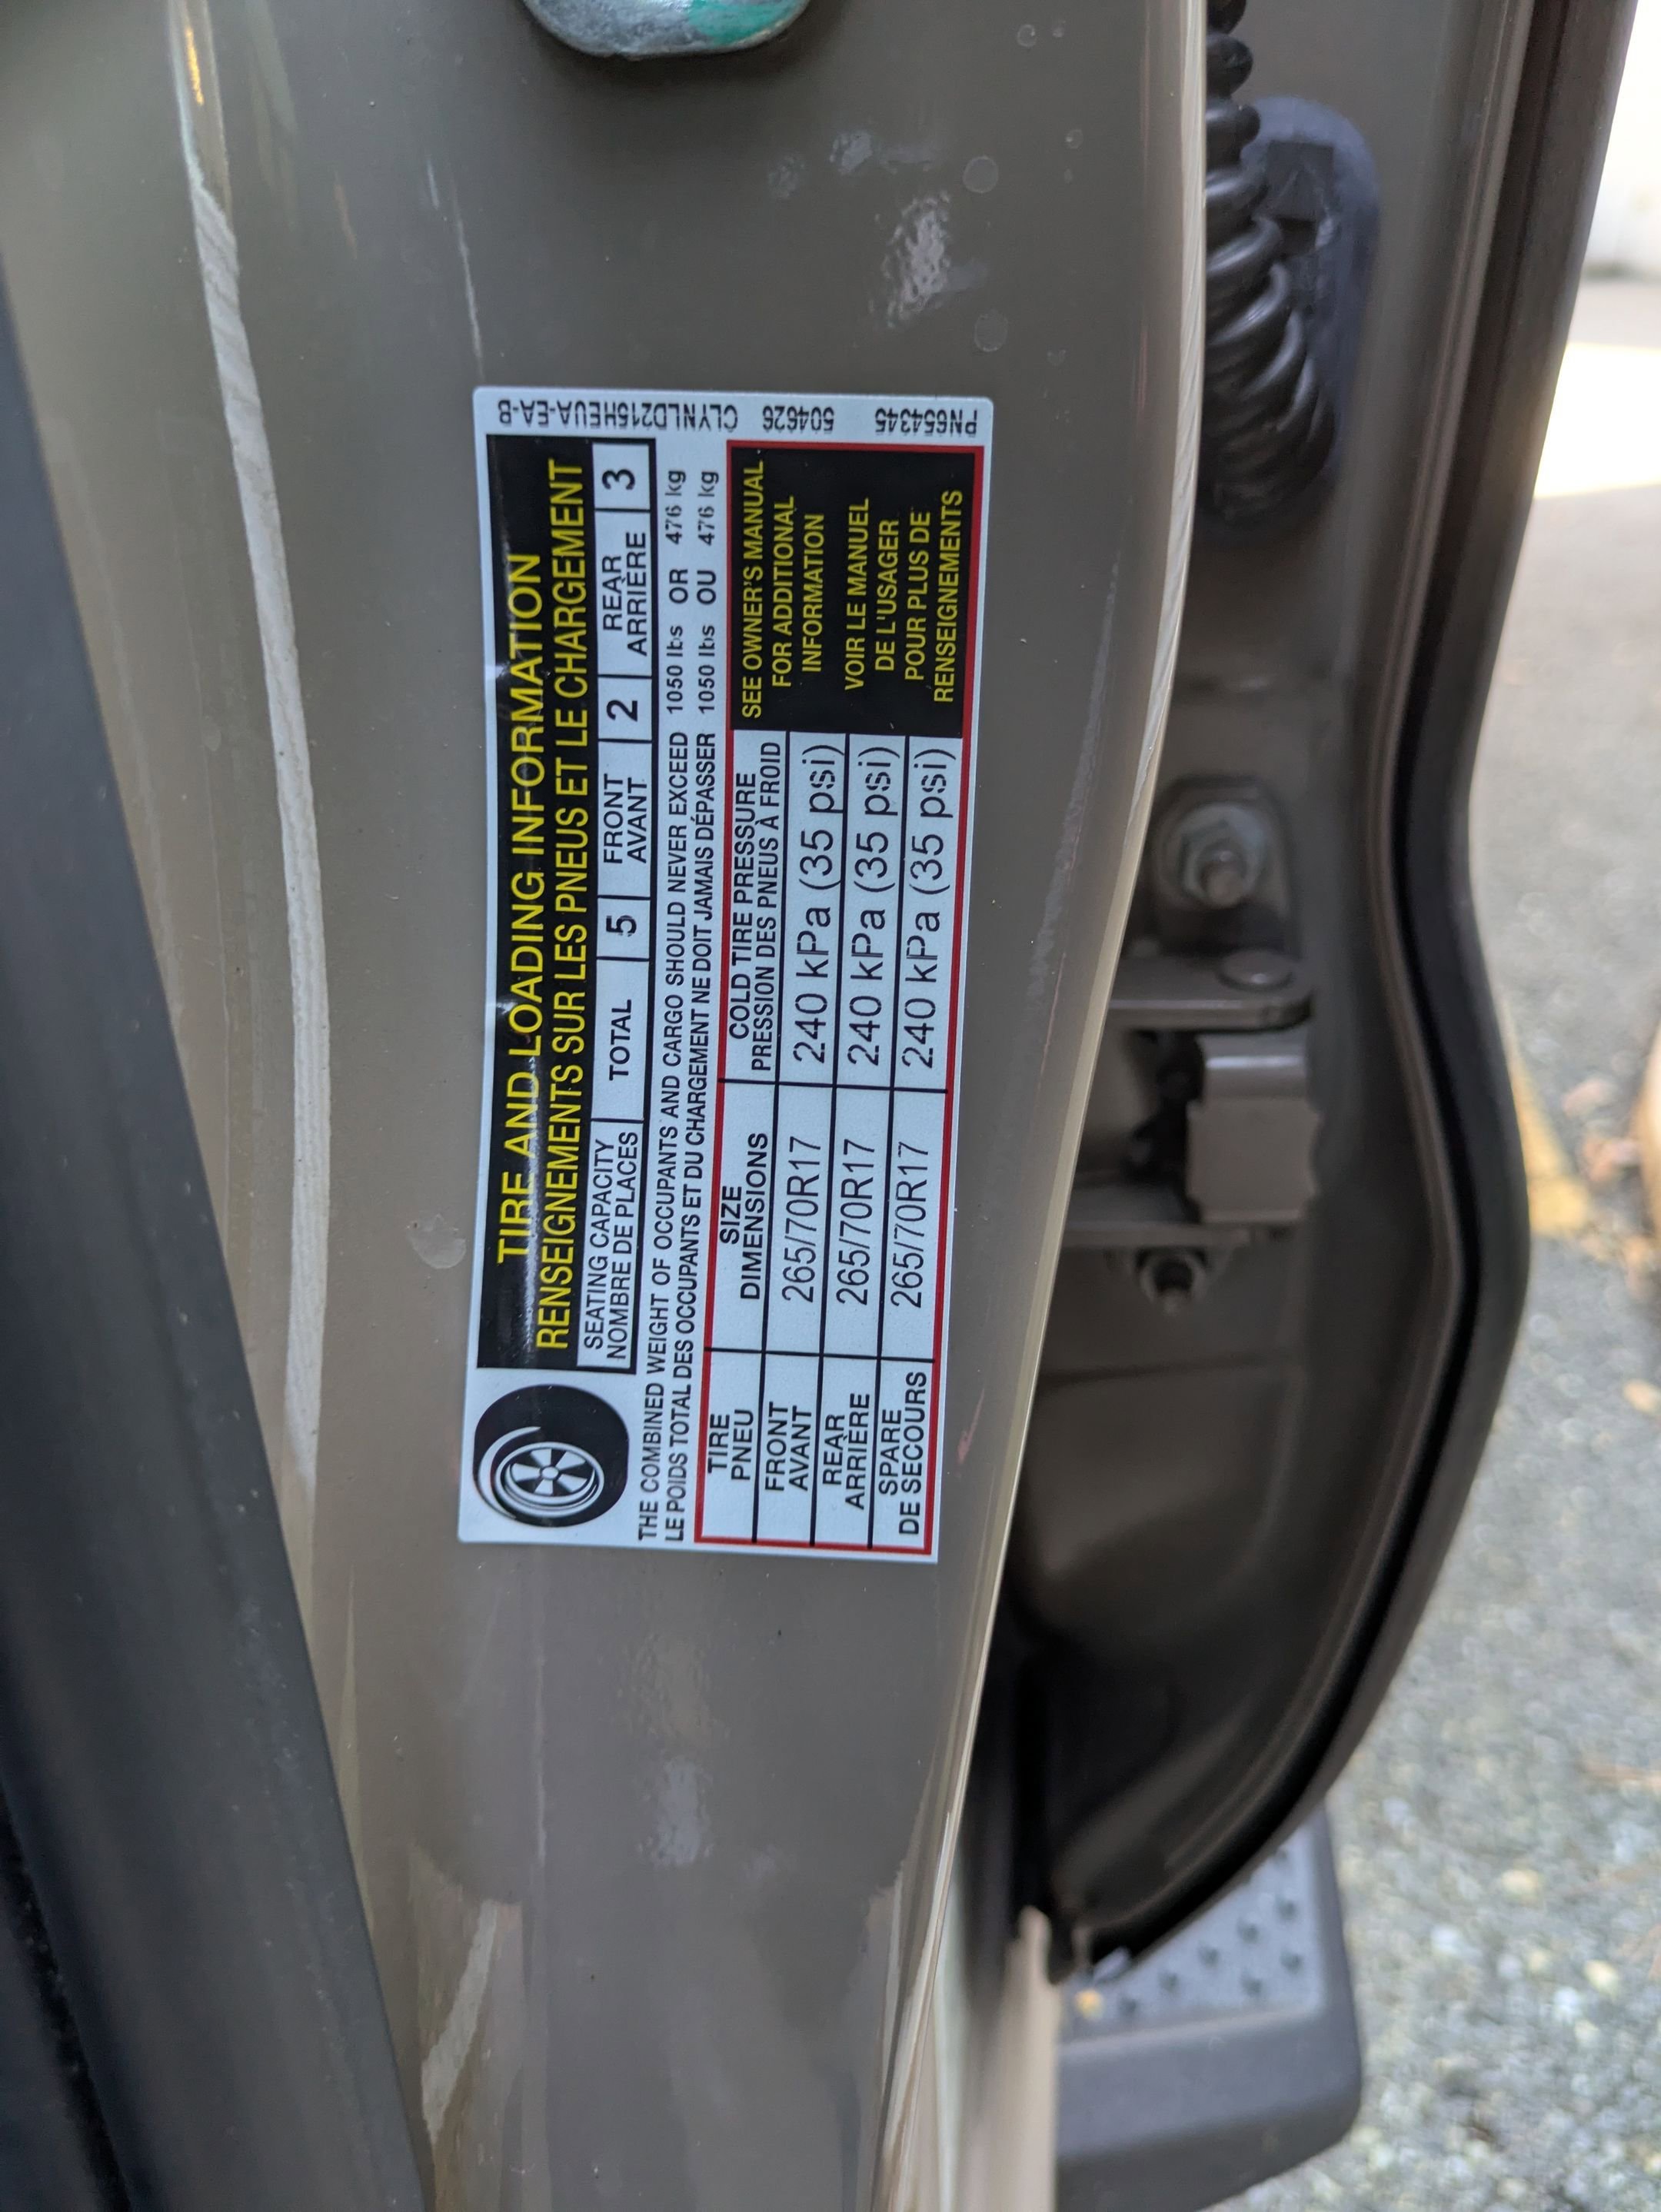 TIRE AND LOADING INFORMATION
RENSEIGNEMENTS SUR LES PNEUS ET LE CHARGEMENT
SEATING CAPACITY
NOMBRE DE PLACES
TOTAL
5
FRONT
AVANT
2
REAR
ARRIÈRE
3
THE COMBINED WEIGHT OF OCCUPANTS AND CARGO SHOULD NEVER EXCEED 1050 lbs OR 476 kg
LE POIDS TOTAL DES OCCUPANTS ET DU CHARGEMENT NE DOIT JAMAIS DÉPASSER 1050 lbs OU 476 kg
TIRE
PNEU
SIZE
DIMENSIONS
COLD TIRE PRESSURE
PRESSION DES PNEUS À FROID
FRONT
AVANT
265/70R17
240 kPa (35 psi)
REAR
ARRIÈRE
265/70R17
240 kPa (35 psi)
SPARE
DE SECOURS
265/70R17
240 kPa (35 psi)
SEE OWNER'S MANUAL
FOR ADDITIONAL
INFORMATION
VOIR LE MANUEL
DE L'USAGER
POUR PLUS DE
RENSEIGNEMENTS
PN654345 504626 CLYNLD215HEUA-EA-B